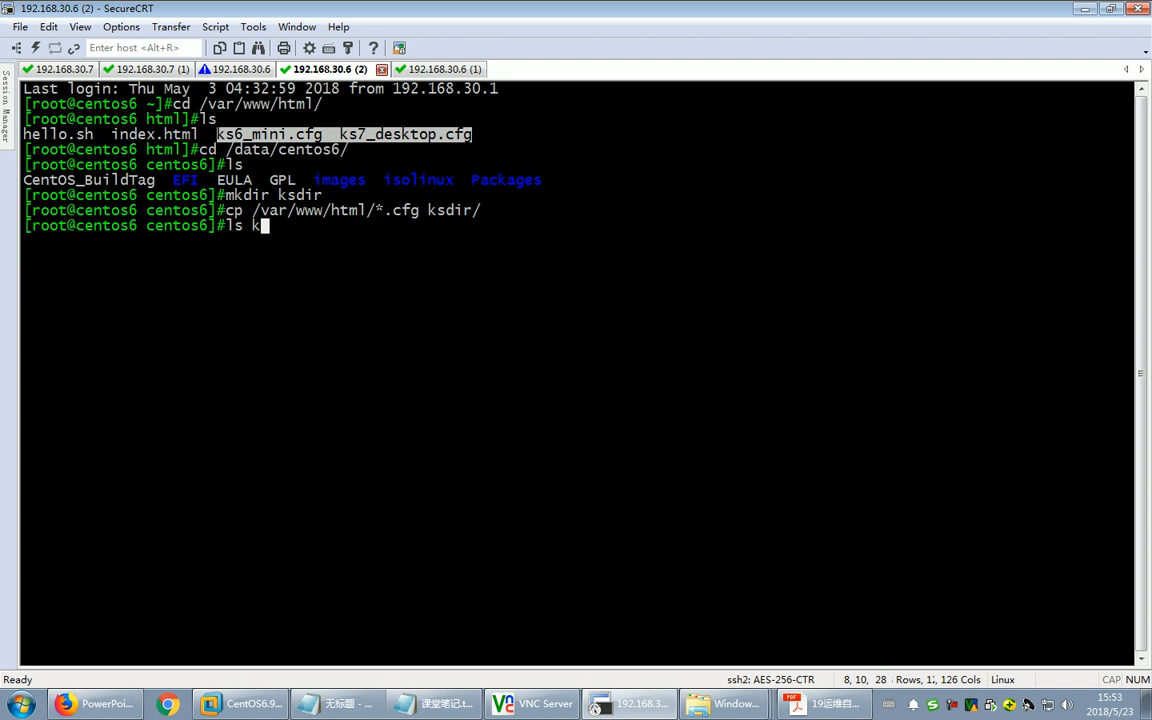 192.168.30.6 (2) - SecureCRT
File Edit View Options Transfer Script Tools Window Help
Enter host <Alt+R>
192.168.30.7 192.168.30.7 (1) 192.168.30.6 192.168.30.6 (2) 192.168.30.6 (1)
Session Manager
Last login: Thu May  3 04:32:59 2018 from 192.168.30.1
[root@centos6 ~]#cd /var/www/html/
[root@centos6 html]#ls
hello.sh  index.html  ks6_mini.cfg  ks7_desktop.cfg
[root@centos6 html]#cd /data/centos6/
[root@centos6 centos6]#ls
CentOS_BuildTag  EFI  EULA  GPL  images  isolinux  Packages
[root@centos6 centos6]#mkdir ksdir
[root@centos6 centos6]#cp /var/www/html/*.cfg ksdir/
[root@centos6 centos6]#ls k
Ready ssh2: AES-256-CTR 8, 10, 28 Rows, 126 Cols Linux CAP NUM
PowerPoi... CentOS6.9... 无标题 - ... 课堂笔记.t... VNC Server 192.168.3... Window... 19运维自... 15:53
2018/5/23